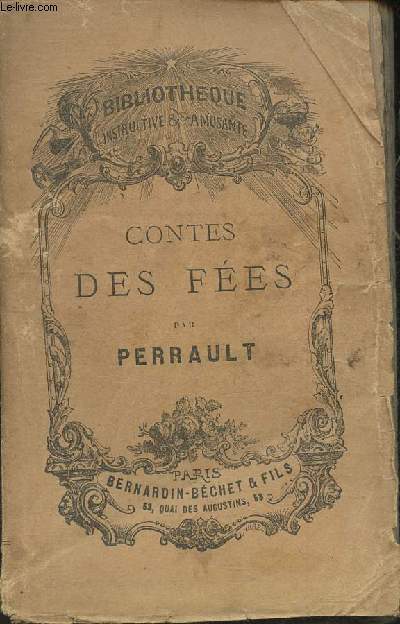 Le-livre.com
BIBLIOTHEQUE
INSTRUCTIVE & AMUSANTE
CONTES
DES FÉES
PAR
PERRAULT
PARIS
BERNARDIN-BÉCHET & FILS
53, QUAI DES AUGUSTINS, 53